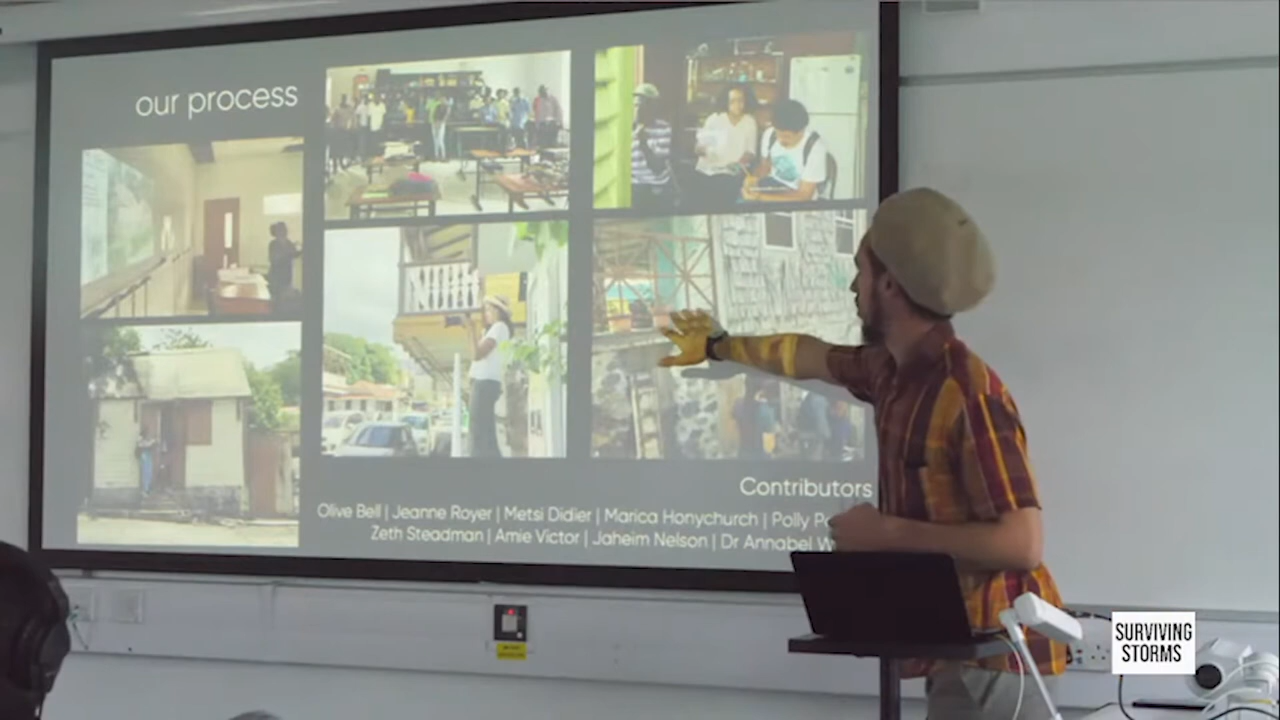 our process
Contributors
Olive Bell | Jeanne Royer | Metsi Didier | Marica Honychurch | Polly
Zeth Steadman | Amie Victor | Jaheim Nelson | Dr Annabel
SURVIVING
STORMS